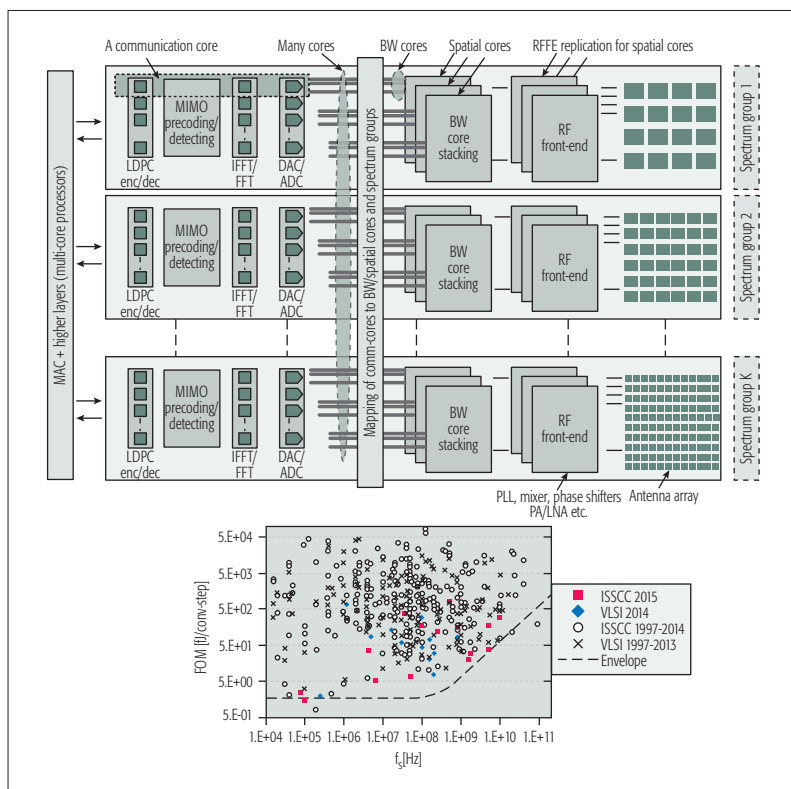 A communication core
Many cores
BW cores
Spatial cores
RFFE replication for spatial cores
MAC + higher layers (multi-core processors)
Mapping of comm-cores to BW/spatial cores and spectrum groups
MIMO
precoding/
detecting
LDPC
enc/dec
IFFT/
FFT
DAC/
ADC
BW
core
stacking
RF
front-end
Spectrum group 1
MIMO
precoding/
detecting
LDPC
enc/dec
IFFT/
FFT
DAC/
ADC
BW
core
stacking
RF
front-end
Spectrum group 2
MIMO
precoding/
detecting
LDPC
enc/dec
IFFT/
FFT
DAC/
ADC
BW
core
stacking
RF
front-end
Spectrum group K
PLL, mixer, phase shifters
PA/LNA etc.
Antenna array
FOM [fJ/conv-step]
5.E+04
5.E+03
5.E+02
5.E+01
5.E+00
5.E-01
1.E+04 1.E+05 1.E+06 1.E+07 1.E+08 1.E+09 1.E+10 1.E+11
fs[Hz]
ISSCC 2015
VLSI 2014
ISSCC 1997-2014
VLSI 1997-2013
Envelope